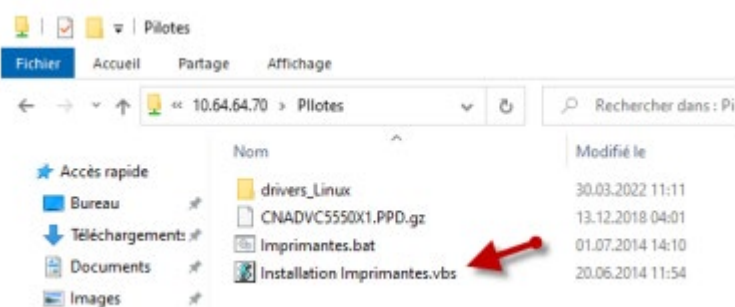 Pilotes
Fichier Accueil Partage Affichage
« 10.64.64.70 > PIlotes Rechercher dans : Pi
Nom Modifié le
Accès rapide
drivers_Linux 30.03.2022 11:11
Bureau
CNADVC5550X1.PPD.gz 13.12.2018 04:01
Téléchargements
Imprimantes.bat 01.07.2014 14:10
Documents
Installation Imprimantes.vbs 20.06.2014 11:54
Images